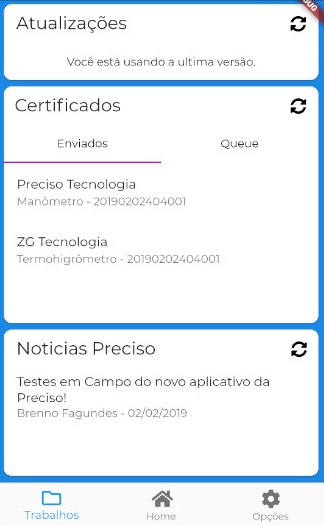 Atualizações
Você está usando a ultima versão.
Certificados
Enviados
Queue
Preciso Tecnologia
Manômetro - 20190202404001
ZG Tecnologia
Termohigrômetro - 20190202404001
Noticias Preciso
Testes em Campo do novo aplicativo da
Preciso!
Brenno Fagundes - 02/02/2019
Trabalhos
Home
Opções